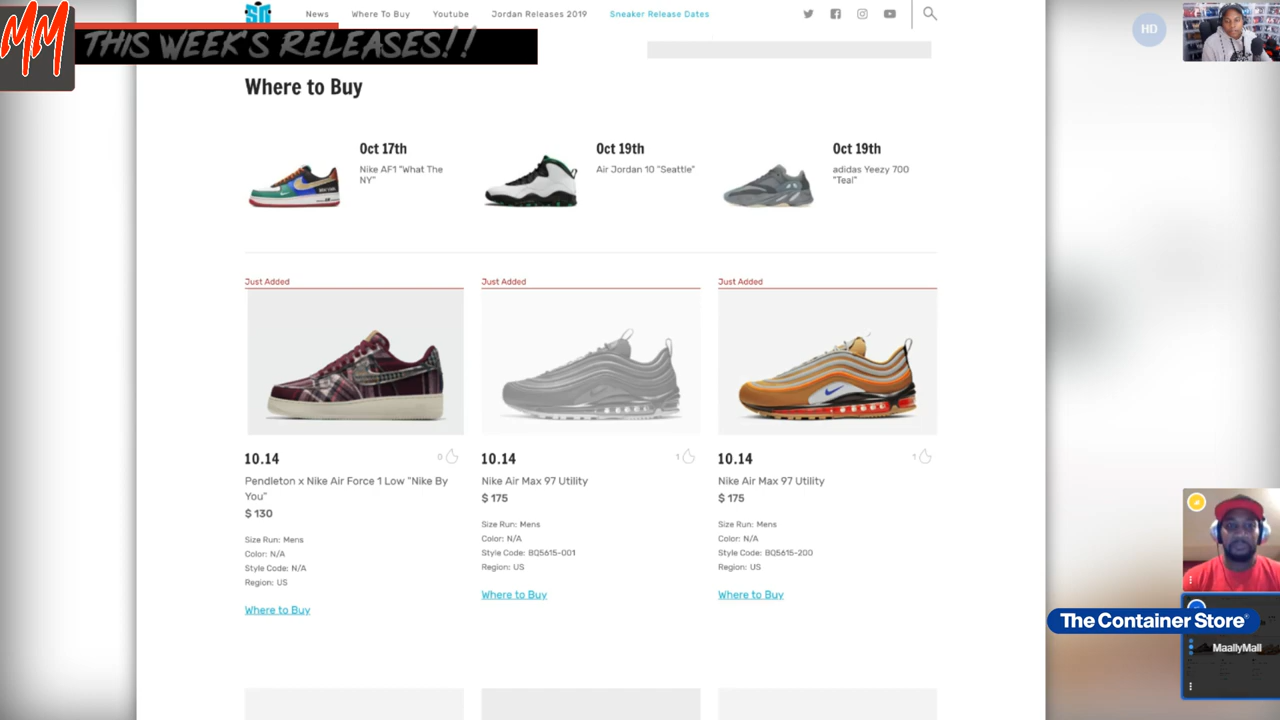 MM
THIS WEEK'S RELEASES!!
News
Where To Buy
Youtube
Jordan Releases 2019
Sneaker Release Dates
HD
Where to Buy
Oct 17th
Nike AF1 "What The
NY"
Oct 19th
Air Jordan 10 "Seattle"
Oct 19th
adidas Yeezy 700
"Teal"
Just Added
Just Added
Just Added
10.14
0
Pendleton x Nike Air Force 1 Low "Nike By
You"
$ 130
Size Run: Mens
Color: N/A
Style Code: N/A
Region: US
Where to Buy
10.14
1
Nike Air Max 97 Utility
$ 175
Size Run: Mens
Color: N/A
Style Code: BQ5615-001
Region: US
Where to Buy
10.14
1
Nike Air Max 97 Utility
$ 175
Size Run: Mens
Color: N/A
Style Code: BQ5615-200
Region: US
Where to Buy
The Container Store
MaallyMall